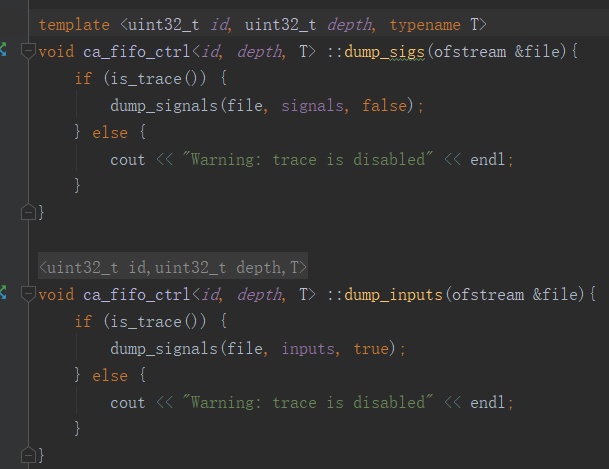 template <uint32_t id, uint32_t depth, typename T>
void ca_fifo_ctrl<id, depth, T> ::dump_sigs(ofstream &file){
    if (is_trace()) {
        dump_signals(file, signals, false);
    } else {
        cout << "Warning: trace is disabled" << endl;
    }
}
<uint32_t id,uint32_t depth,T>
void ca_fifo_ctrl<id, depth, T> ::dump_inputs(ofstream &file){
    if (is_trace()) {
        dump_signals(file, inputs, true);
    } else {
        cout << "Warning: trace is disabled" << endl;
    }
}